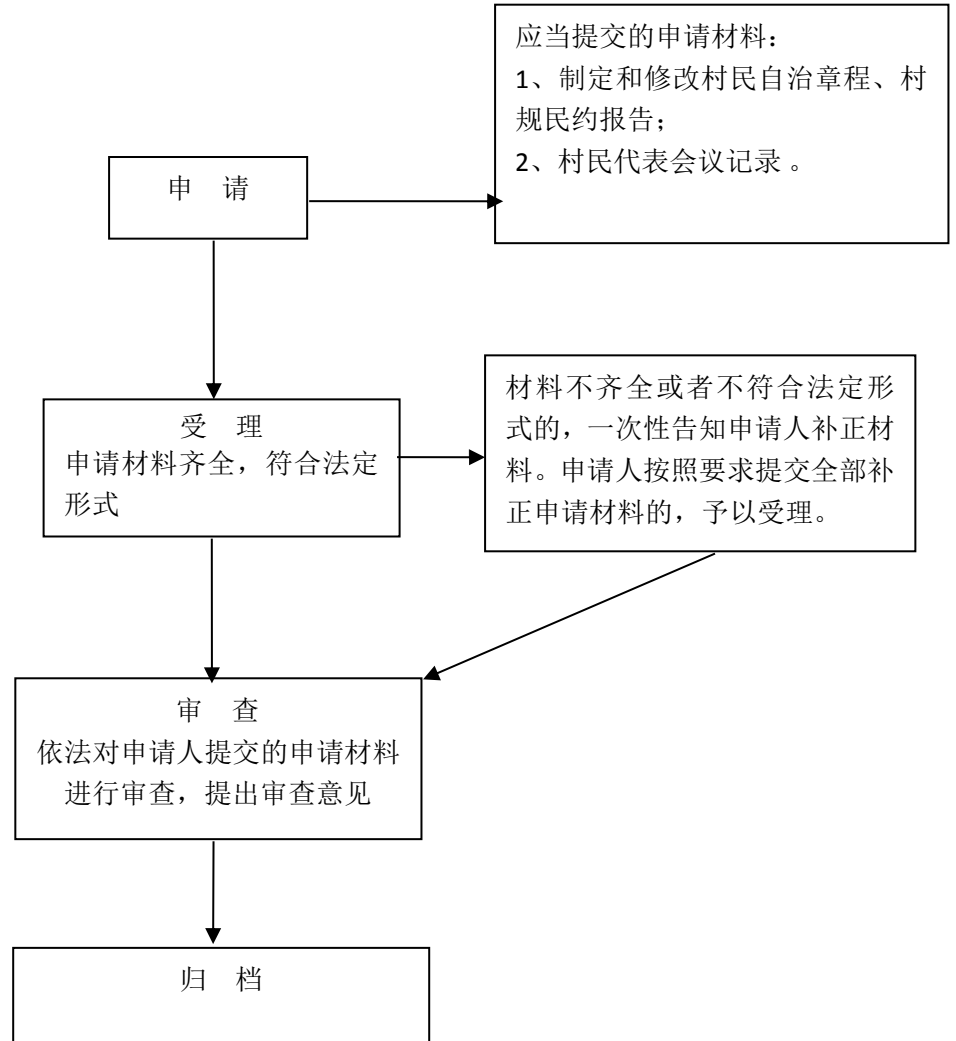 应当提交的申请材料：
1、制定和修改村民自治章程、村
规民约报告；
2、村民代表会议记录 。
申 请
材料不齐全或者不符合法定形
式的，一次性告知申请人补正材
料。申请人按照要求提交全部补
正申请材料的，予以受理。
受 理
申请材料齐全，符合法定
形式
审 查
依法对申请人提交的申请材料
进行审查，提出审查意见
归 档